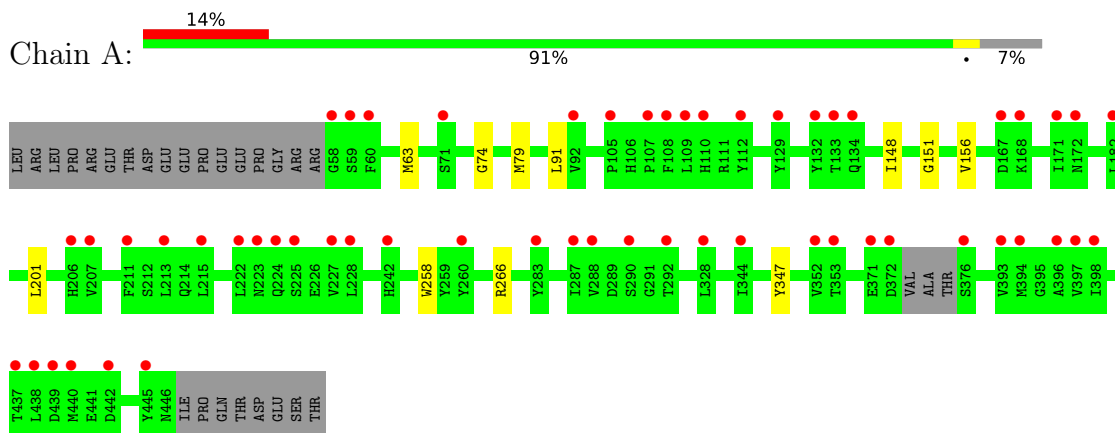 14%
Chain A:
91% • 7%
LEU ARG LEU PRO ARG GLU THR ASP GLU GLU GLU PRO GLU GLU PRO GLY ARG ARG G58 S59 F60 M63 S71 G74 M79 L91 V92 P105 H106 P107 F108 L109 H110 R111 Y112 Y129 Y132 T133 Q134 I148 G151 V156 D167 K168 I171 N172 L182
L201 H206 V207 F211 S212 L213 Q214 L215 L222 N223 Q224 S225 E226 V227 L228 H242 W258 Y259 Y260 R266 Y283 I287 V288 D289 S290 G291 T292 L328 I344 Y347 V352 T353 E371 D372 VAL ALA THR S376 V393 M394 G395 A396 V397 I398
T437 L438 D439 M440 E441 D442 Y445 N446 ILE PRO GLN THR ASP GLU SER THR